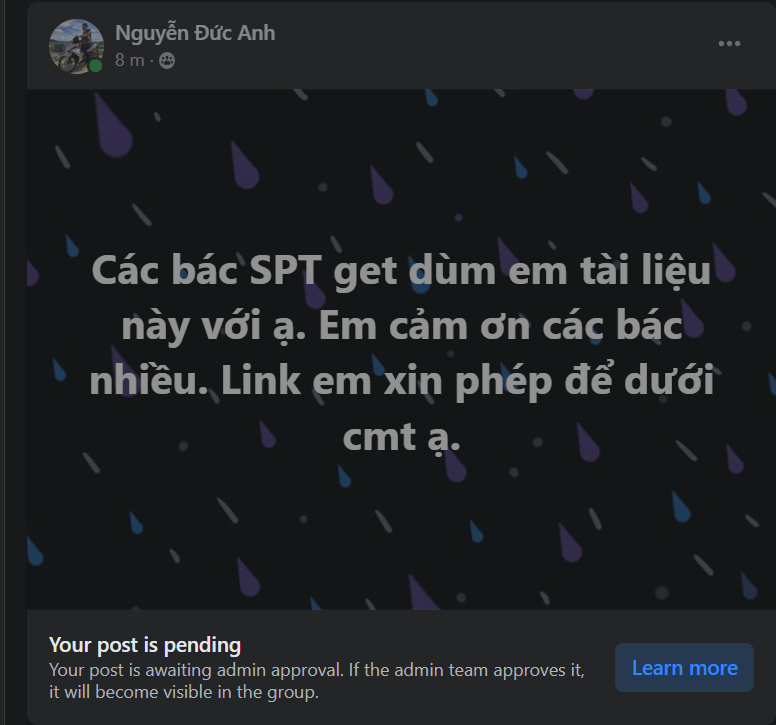 Nguyễn Đức Anh
8 m ·
Các bác SPT get dùm em tài liệu
này với ạ. Em cảm ơn các bác
nhiều. Link em xin phép để dưới
cmt ạ.
Your post is pending
Your post is awaiting admin approval. If the admin team approves it,
it will become visible in the group.
Learn more